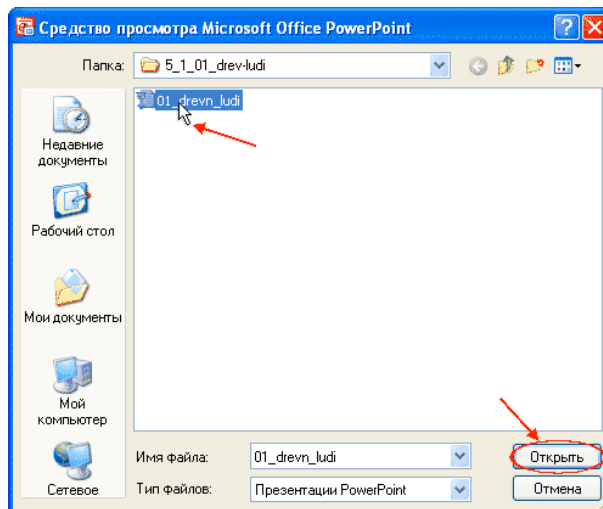 Средство просмотра Microsoft Office PowerPoint
Папка: 5_1_01_drev-ludi
01_drevn_ludi
Недавние
документы
Рабочий стол
Мои документы
Мой
компьютер
Сетевое
Имя файла: 01_drevn_ludi Открыть
Тип файлов: Презентации PowerPoint Отмена